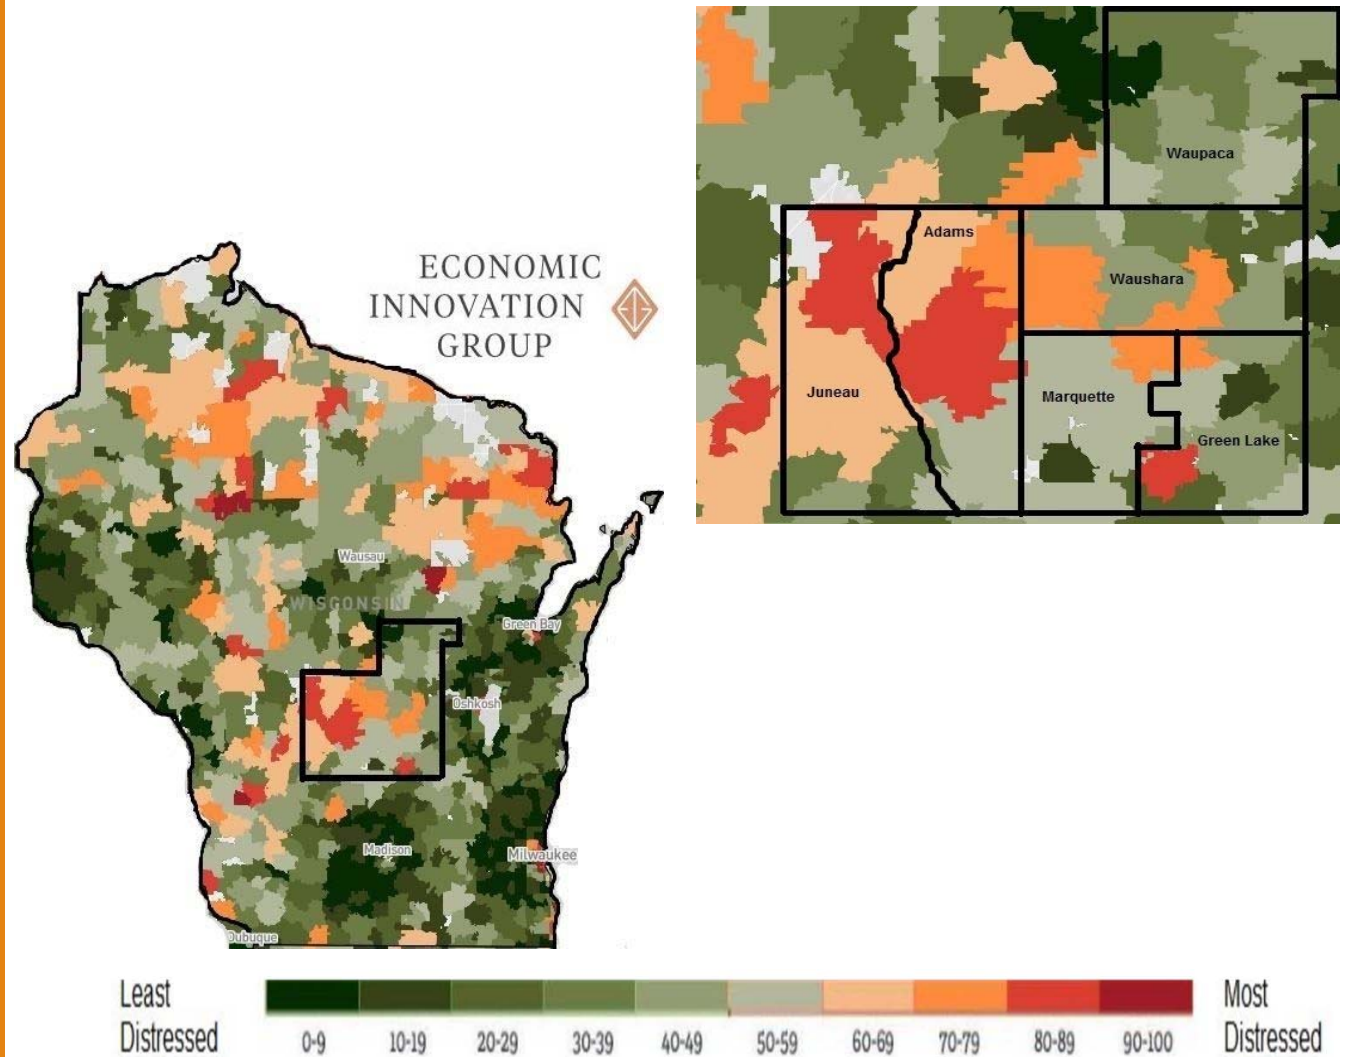 ECONOMIC
INNOVATION
GROUP
Wausau
WISCONSIN
Green Bay
Oshkosh
Madison
Milwaukee
Dubuque
Waupaca
Adams
Waushara
Juneau
Marquette
Green Lake
Least
Distressed
0-9
10-19
20-29
30-39
40-49
50-59
60-69
70-79
80-89
90-100
Most
Distressed